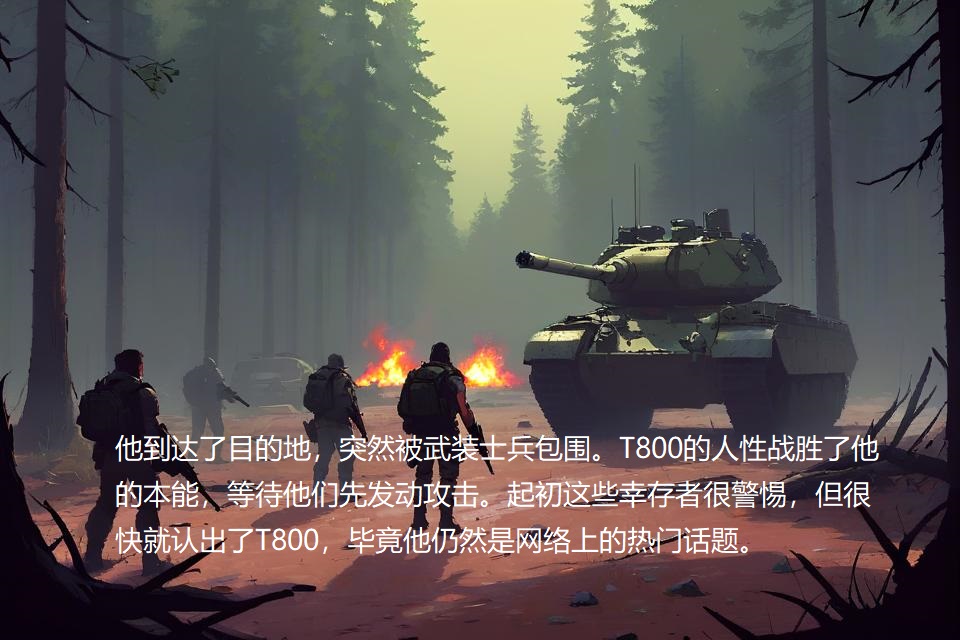 他到达了目的地，突然被武装士兵包围。T800的人性战胜了他
的本能，等待他们先发动攻击。起初这些幸存者很警惕，但很
快就认出了T800，毕竟他仍然是网络上的热门话题。